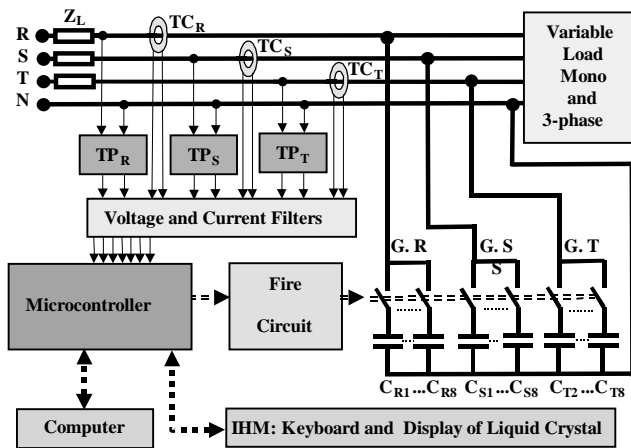 Z_L
R
S
T
N
TC_R
TC_S
TC_T
Variable
Load
Mono
and
3-phase
TP_R
TP_S
TP_T
Voltage and Current Filters
G. R
G. S
S
G. T
Microcontroller
Fire
Circuit
C_R1 ...C_R8 C_S1 ...C_S8 C_T2 ...C_T8
Computer
IHM: Keyboard and Display of Liquid Crystal